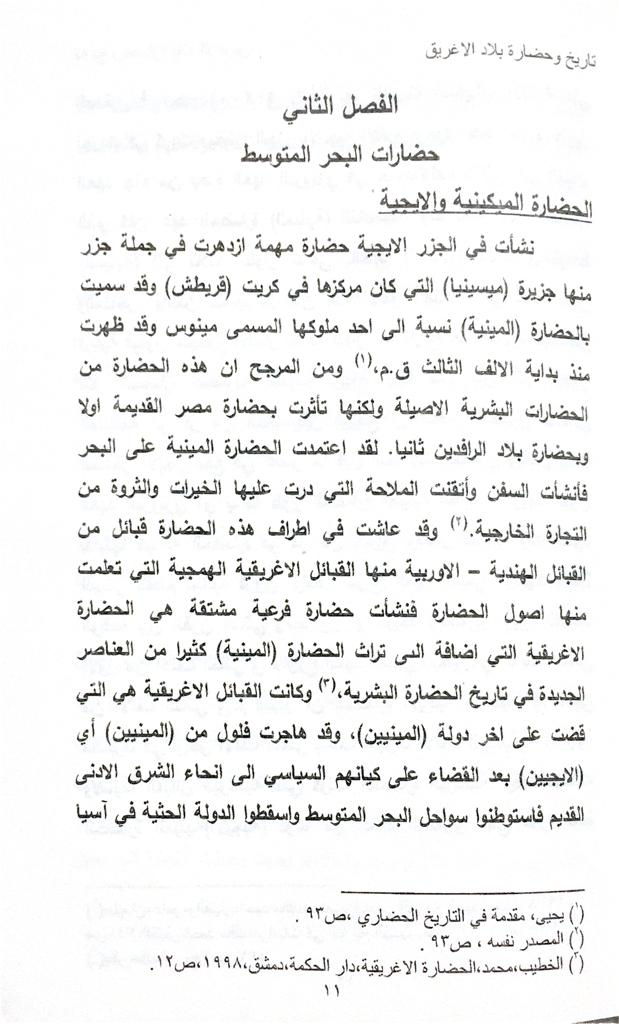 تاريخ وحضارة بلاد الاغريق
الفصل الثاني
حضارات البحر المتوسط
الحضارة الميكينية والايجية
نشأت في الجزر الايجية حضارة مهمة ازدهرت في جملة جزر
منها جزيرة (ميسينيا) التي كان مركزها في كريت (قريطش) وقد سميت
بالحضارة (المينية) نسبة الى احد ملوكها المسمى مينوس وقد ظهرت
منذ بداية الالف الثالث ق.م،(١) ومن المرجح ان هذه الحضارة من
الحضارات البشرية الاصيلة ولكنها تأثرت بحضارة مصر القديمة اولا
وبحضارة بلاد الرافدين ثانيا. لقد اعتمدت الحضارة المينية على البحر
فأنشأت السفن وأتقنت الملاحة التي درت عليها الخيرات والثروة من
التجارة الخارجية.(٢) وقد عاشت في اطراف هذه الحضارة قبائل من
القبائل الهندية – الاوربية منها القبائل الاغريقية الهمجية التي تعلمت
منها اصول الحضارة فنشأت حضارة فرعية مشتقة هي الحضارة
الاغريقية التي اضافة الى تراث الحضارة (المينية) كثيرا من العناصر
الجديدة في تاريخ الحضارة البشرية،(٣) وكانت القبائل الاغريقية هي التي
قضت على اخر دولة (المينيين)، وقد هاجرت فلول من (المينيين) أي
(الايجيين) بعد القضاء على كيانهم السياسي الى انحاء الشرق الادنى
القديم فاستوطنوا سواحل البحر المتوسط واسقطوا الدولة الحثية في آسيا
(١) يحيى، مقدمة في التاريخ الحضاري ،ص٩٣ .
(٢) المصدر نفسه ، ص٩٣ .
(٣) الخطيب،محمد،الحضارة الاغريقية،دار الحكمة،دمشق،١٩٩٨،ص١٢.
١١